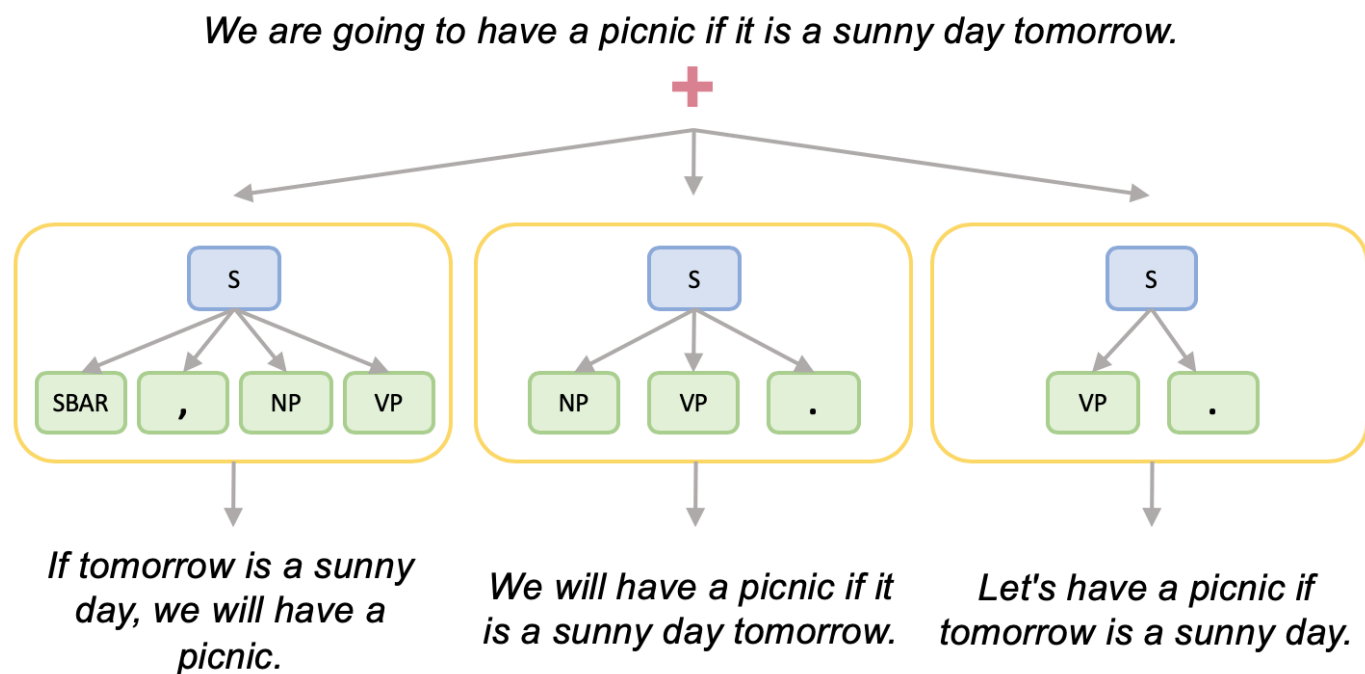 We are going to have a picnic if it is a sunny day tomorrow.
+
S
S
S
SBAR , NP VP
NP VP .
VP .
If tomorrow is a sunny
day, we will have a
picnic.
We will have a picnic if it
is a sunny day tomorrow.
Let's have a picnic if
tomorrow is a sunny day.